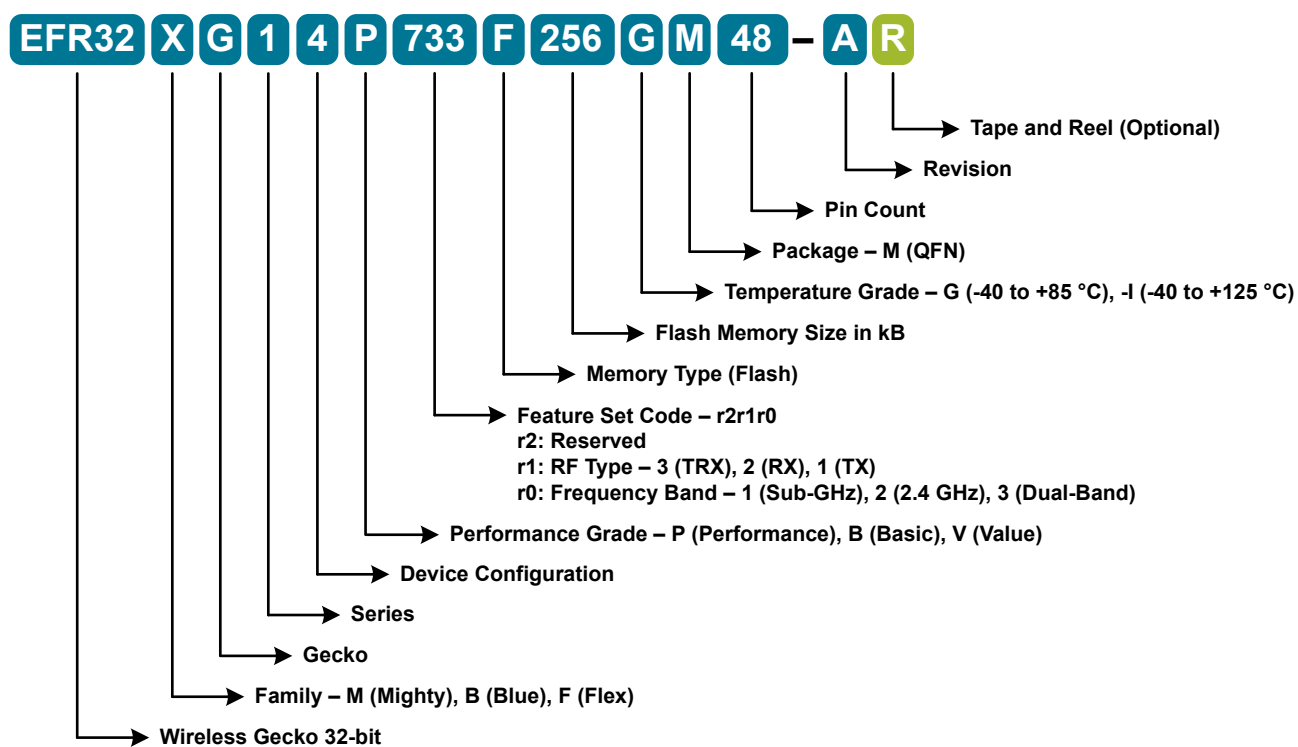 EFR32 X G 1 4 P 733 F 256 G M 48 – A R
Tape and Reel (Optional)
Revision
Pin Count
Package – M (QFN)
Temperature Grade – G (-40 to +85 °C), -I (-40 to +125 °C)
Flash Memory Size in kB
Memory Type (Flash)
Feature Set Code – r2r1r0
r2: Reserved
r1: RF Type – 3 (TRX), 2 (RX), 1 (TX)
r0: Frequency Band – 1 (Sub-GHz), 2 (2.4 GHz), 3 (Dual-Band)
Performance Grade – P (Performance), B (Basic), V (Value)
Device Configuration
Series
Gecko
Family – M (Mighty), B (Blue), F (Flex)
Wireless Gecko 32-bit